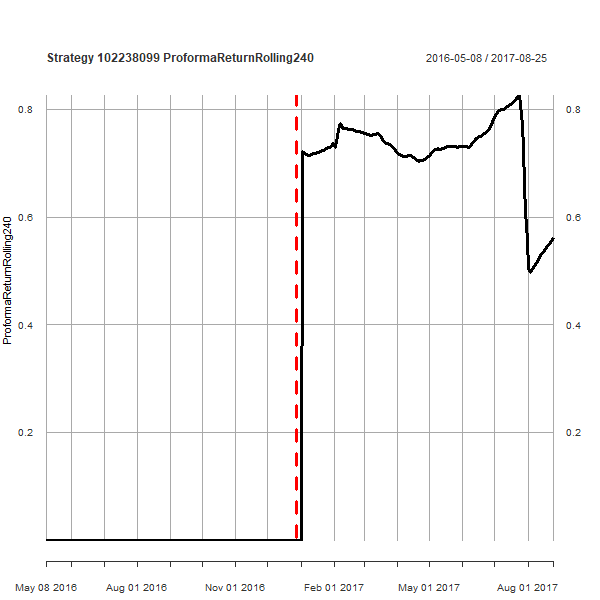 Strategy 102238099 ProformaReturnRolling240
2016-05-08 / 2017-08-25
0.8
0.8
0.6
0.6
ProformaReturnRolling240
0.4
0.4
0.2
0.2
May 08 2016
Aug 01 2016
Nov 01 2016
Feb 01 2017
May 01 2017
Aug 01 2017